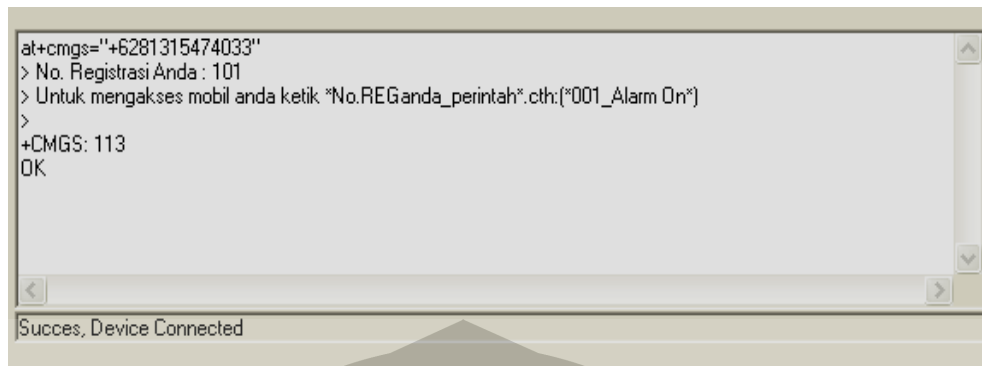 at+cmgs="+6281315474033"
> No. Registrasi Anda : 101
> Untuk mengakses mobil anda ketik *No.REGanda_perintah*.cth:(*001_Alarm On*)
>
+CMGS: 113
OK
Succes, Device Connected